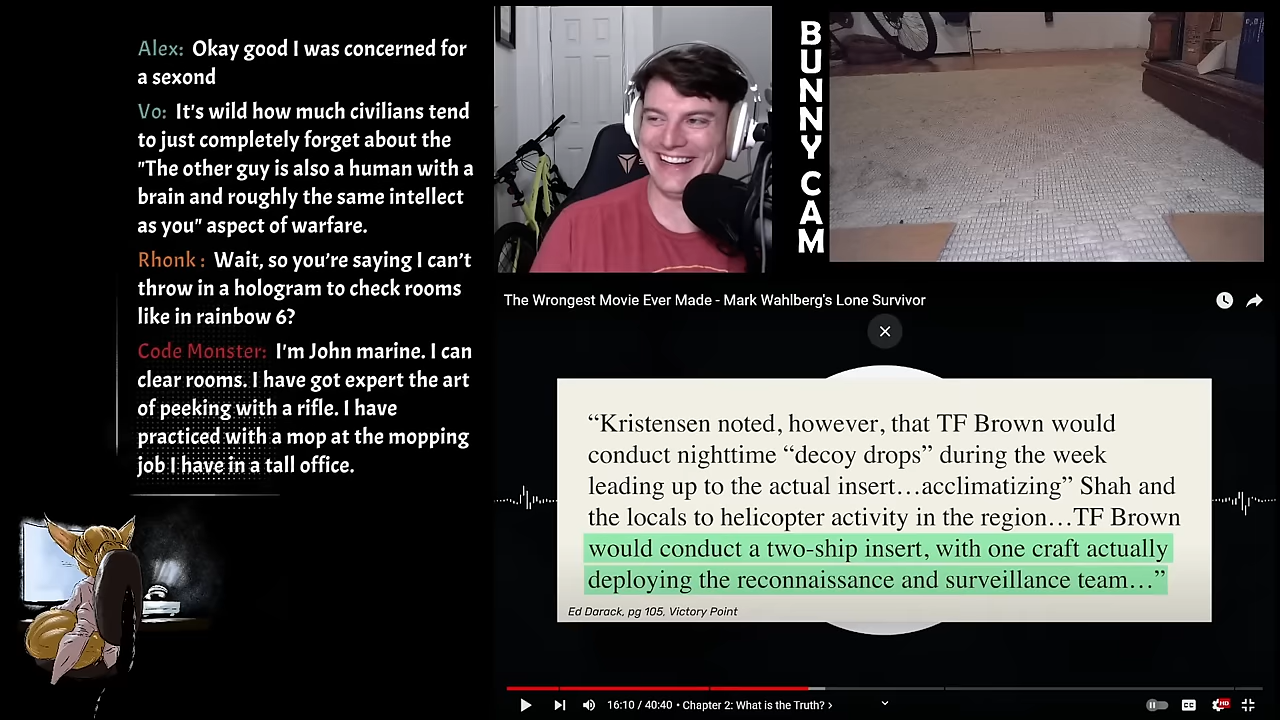 Alex: Okay good I was concerned for
a sexond
Vo: It's wild how much civilians tend
to just completely forget about the
"The other guy is also a human with a
brain and roughly the same intellect
as you" aspect of warfare.
Rhonk : Wait, so you're saying I can't
throw in a hologram to check rooms
like in rainbow 6?
Code Monster: I'm John marine. I can
clear rooms. I have got expert the art
of peeking with a rifle. I have
practiced with a mop at the mopping
job I have in a tall office.
BUNNY CAM
The Wrongest Movie Ever Made - Mark Wahlberg's Lone Survivor
“Kristensen noted, however, that TF Brown would
conduct nighttime “decoy drops” during the week
leading up to the actual insert…acclimatizing” Shah and
the locals to helicopter activity in the region…TF Brown
would conduct a two-ship insert, with one craft actually
deploying the reconnaissance and surveillance team…”
Ed Darack, pg 105, Victory Point
16:10 / 40:40 • Chapter 2: What is the Truth? ›
CC
HD